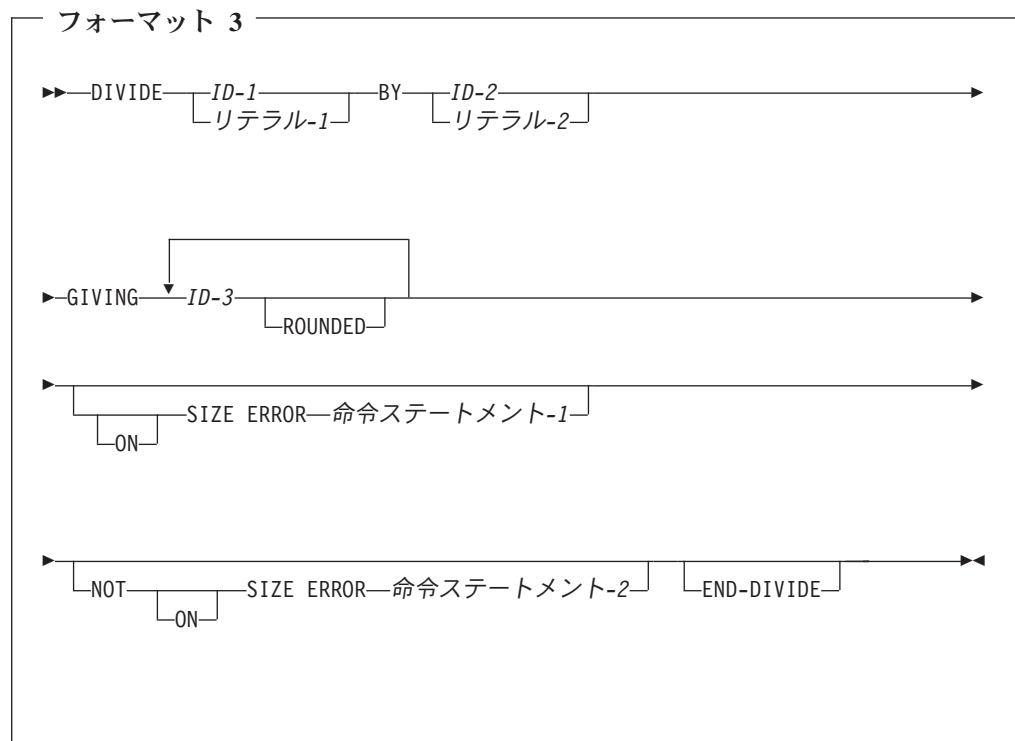 フォーマット 3
DIVIDE ID-1 BY ID-2
リテラル-1 リテラル-2
GIVING ID-3
ROUNDED
SIZE ERROR 命令ステートメント-1
ON
NOT SIZE ERROR 命令ステートメント-2 END-DIVIDE
ON